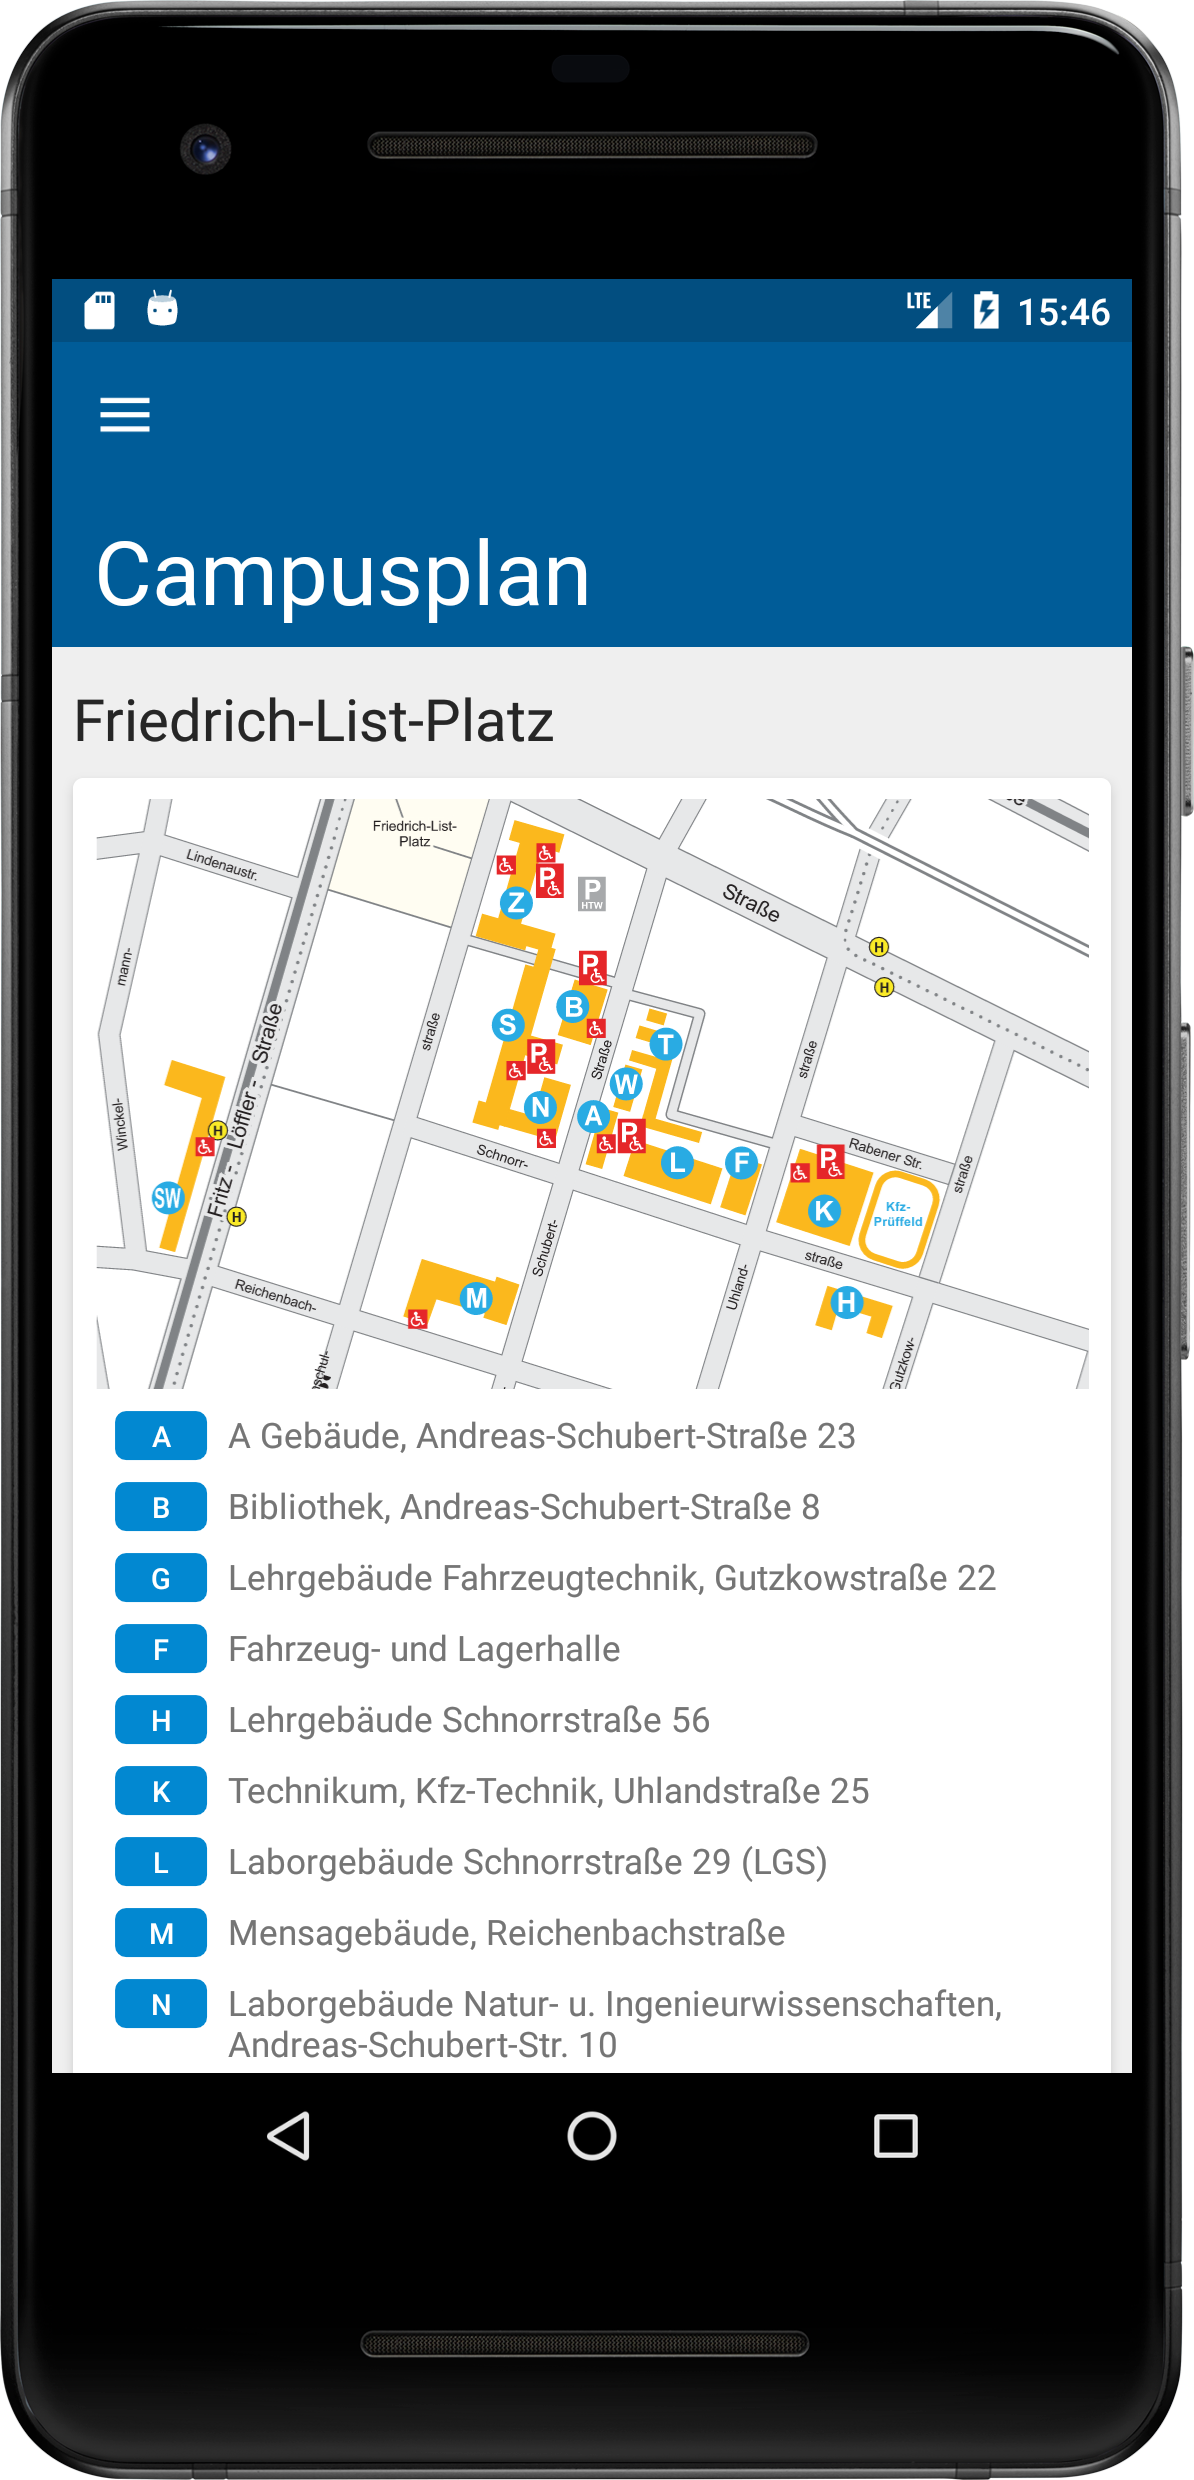 LTE 15:46
Campusplan
Friedrich-List-Platz
Friedrich-List-
Platz
Lindenaustr.
Straße
mann-
Winckel-
Fritz - Löffler - Straße
straße
Straße
straße
straße
Schnorr-
Rabener Str.
Kfz-
Prüffeld
straße
Schubert-
Uhland-
Reichenbach-
Gutzkow-
Z
P
P
HTW
P
B
S
P
T
W
N
A
P
L
F
P
K
H
H
H
H
SW
M
H
A A Gebäude, Andreas-Schubert-Straße 23
B Bibliothek, Andreas-Schubert-Straße 8
G Lehrgebäude Fahrzeugtechnik, Gutzkowstraße 22
F Fahrzeug- und Lagerhalle
H Lehrgebäude Schnorrstraße 56
K Technikum, Kfz-Technik, Uhlandstraße 25
L Laborgebäude Schnorrstraße 29 (LGS)
M Mensagebäude, Reichenbachstraße
N Laborgebäude Natur- u. Ingenieurwissenschaften,
Andreas-Schubert-Str. 10